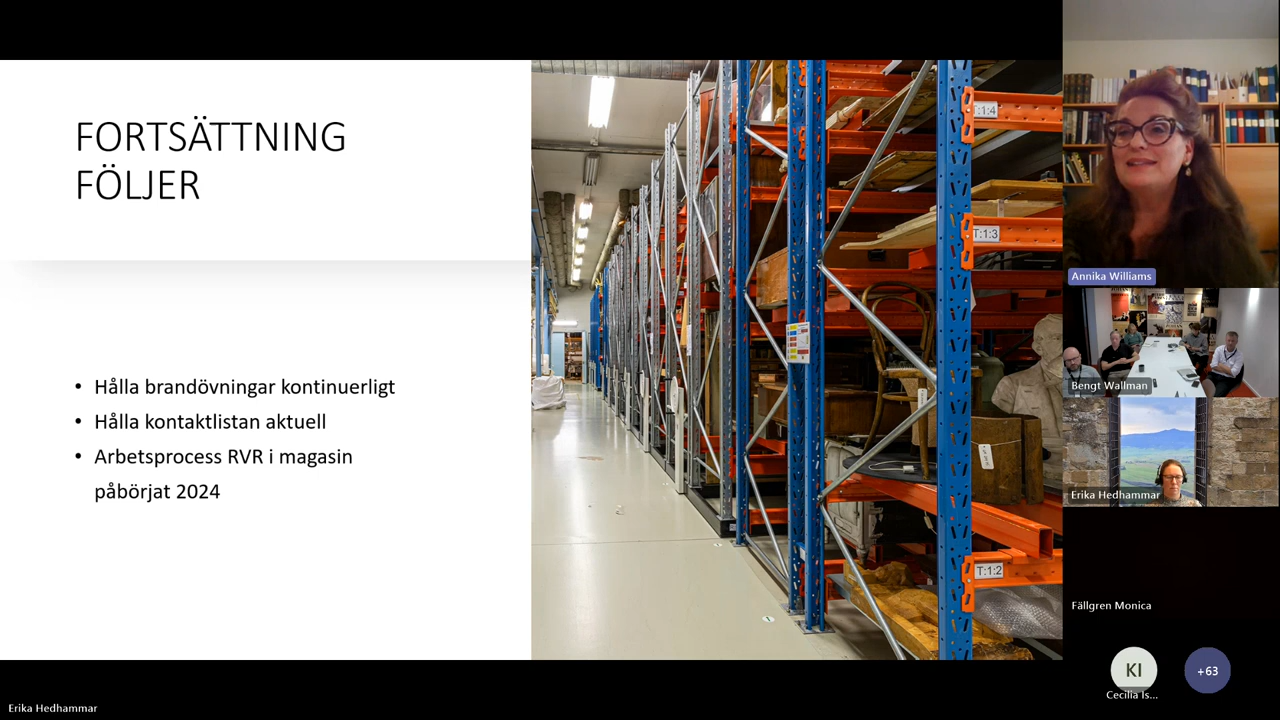 FORTSÄTTNING
FÖLJER
• Hålla brandövningar kontinuerligt
• Hålla kontaktlistan aktuell
• Arbetsprocess RVR i magasin
påbörjat 2024
T:1:4
T:1:3
T:1:2
Annika Williams
Bengt Wallman
Erika Hedhammar
Fällgren Monica
KI
Cecilia Is...
+63
Erika Hedhammar